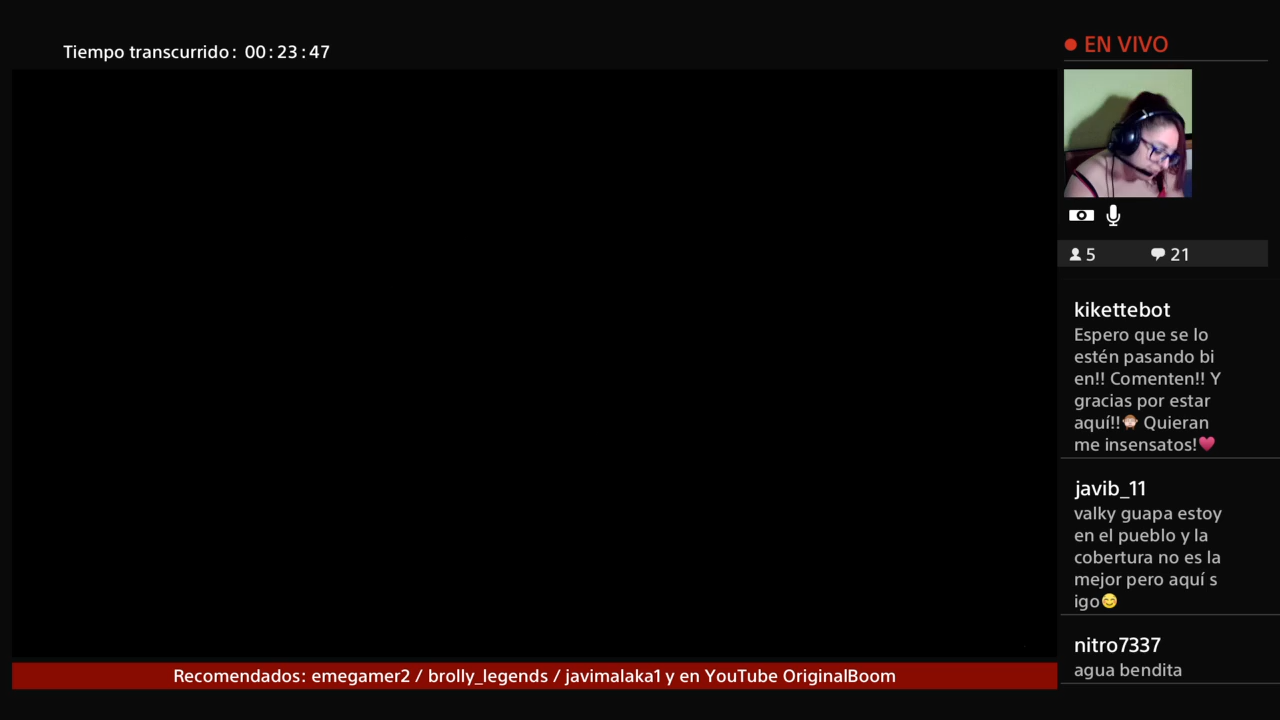 Tiempo transcurrido: 00:23:47
EN VIVO
5 21
kikettebot
Espero que se lo
estén pasando bi
en!! Comenten!! Y
gracias por estar
aquí!!🙈 Quieran
me insensatos!❤
javib_11
valky guapa estoy
en el pueblo y la
cobertura no es la
mejor pero aquí s
igo😊
nitro7337
agua bendita
Recomendados: emegamer2 / brolly_legends / javimalaka1 y en YouTube OriginalBoom